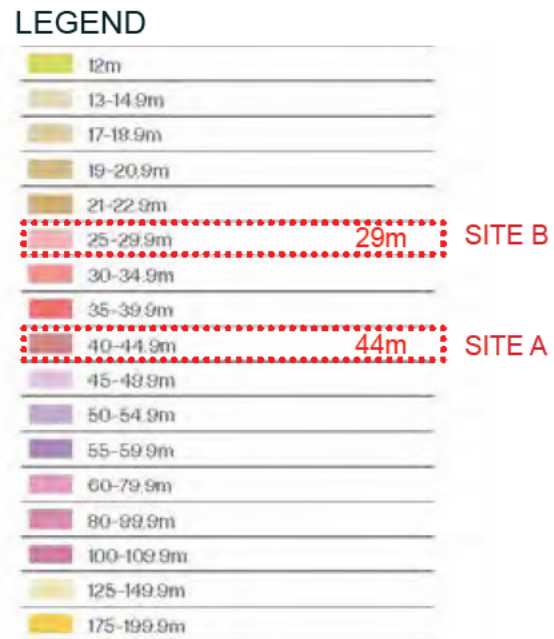 LEGEND
12m
13-14.9m
17-18.9m
19-20.9m
21-22.9m
25-29.9m 29m SITE B
30-34.9m
35-39.9m
40-44.9m 44m SITE A
45-49.9m
50-54.9m
55-59.9m
60-79.9m
80-99.9m
100-109.9m
125-149.9m
175-199.9m